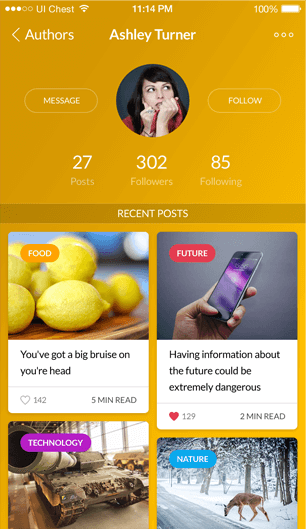 UI Chest 11:14 PM 100%
Authors Ashley Turner
MESSAGE FOLLOW
27 302 85
Posts Followers Following
RECENT POSTS
FOOD
You've got a big bruise on
you're head
142 5 MIN READ
FUTURE
Having information about
the future could be
extremely dangerous
129 2 MIN READ
TECHNOLOGY
NATURE